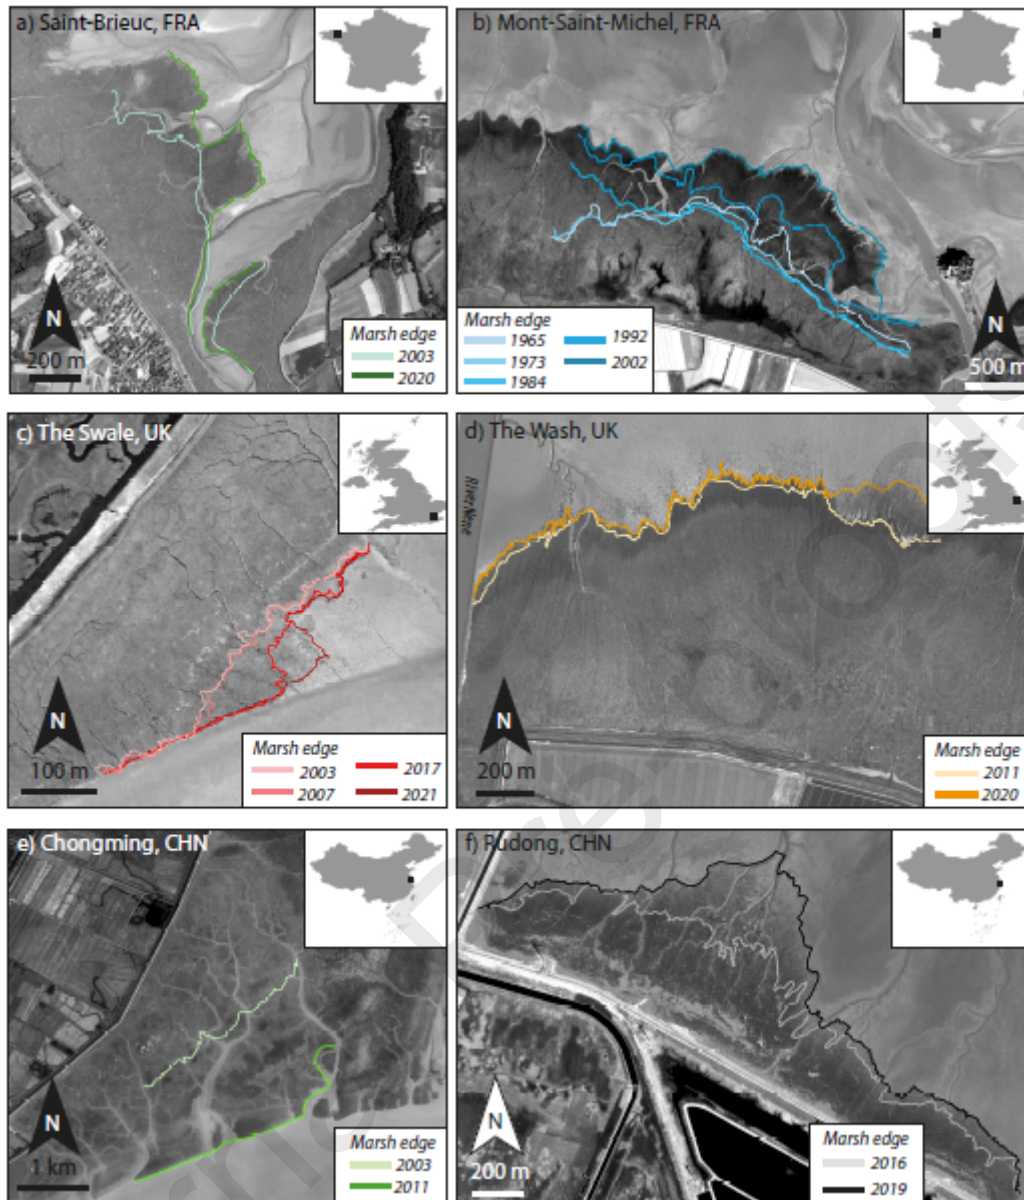 a) Saint-Brieuc, FRA
N
200 m
Marsh edge
2003
2020
b) Mont-Saint-Michel, FRA
Marsh edge
1965
1992
1973
2002
1984
N
500 m
c) The Swale, UK
N
100 m
Marsh edge
2003
2017
2007
2021
d) The Wash, UK
River Nene
N
200 m
Marsh edge
2011
2020
e) Chongming, CHN
N
1 km
Marsh edge
2003
2011
f) Rudong, CHN
N
200 m
Marsh edge
2016
2019